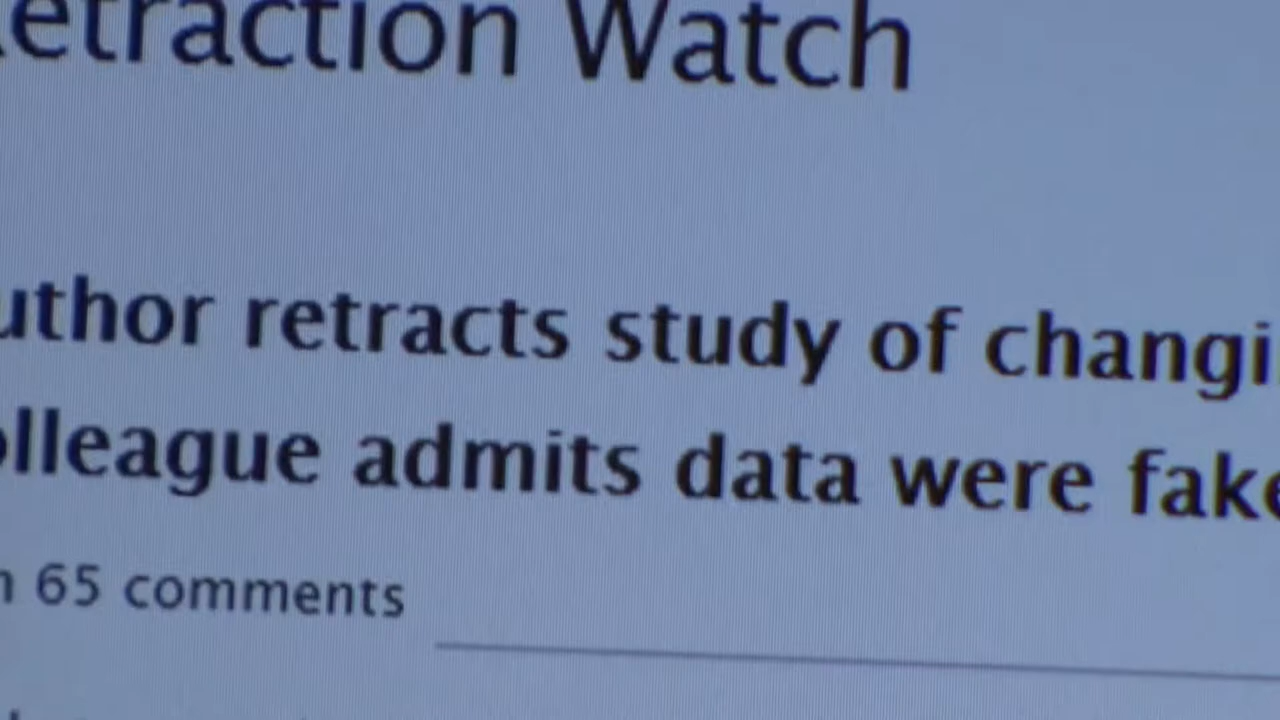 etraction Watch
uthor retracts study of changi
olleague admits data were fake
n 65 comments